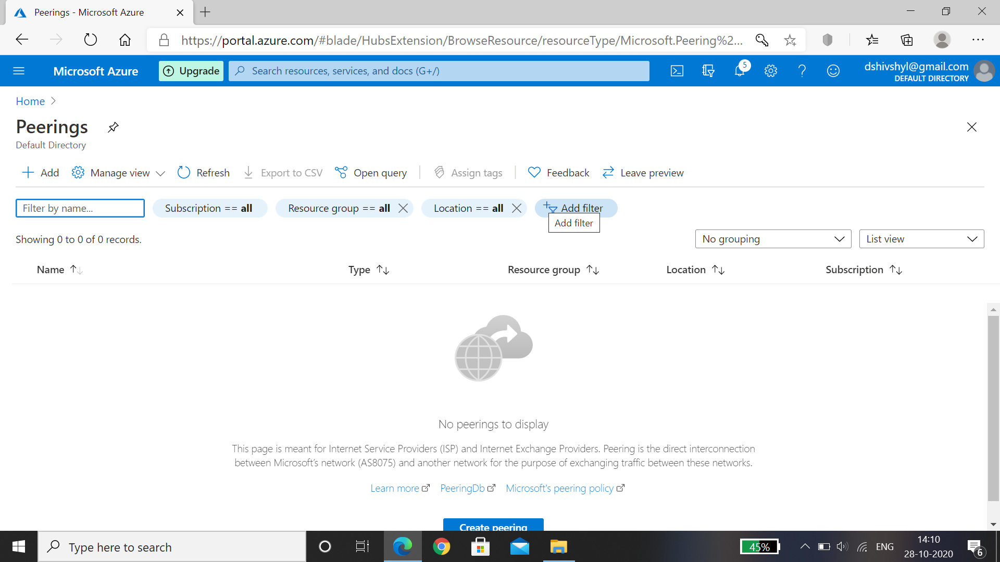 Peerings - Microsoft Azure
https://portal.azure.com/#blade/HubsExtension/BrowseResource/resourceType/Microsoft.Peering%2...
Microsoft Azure
Upgrade
Search resources, services, and docs (G+/)
5
dshivshyl@gmail.com
DEFAULT DIRECTORY
Home
Peerings
Default Directory
Add
Manage view
Refresh
Export to CSV
Open query
Assign tags
Feedback
Leave preview
Filter by name...
Subscription == all
Resource group == all
Location == all
Add filter
Add filter
Showing 0 to 0 of 0 records.
No grouping
List view
Name
Type
Resource group
Location
Subscription
No peerings to display
This page is meant for Internet Service Providers (ISP) and Internet Exchange Providers. Peering is the direct interconnection
between Microsoft's network (AS8075) and another network for the purpose of exchanging traffic between these networks.
Learn more
PeeringDb
Microsoft's peering policy
Create peering
Type here to search
45%
ENG
14:10
28-10-2020
6